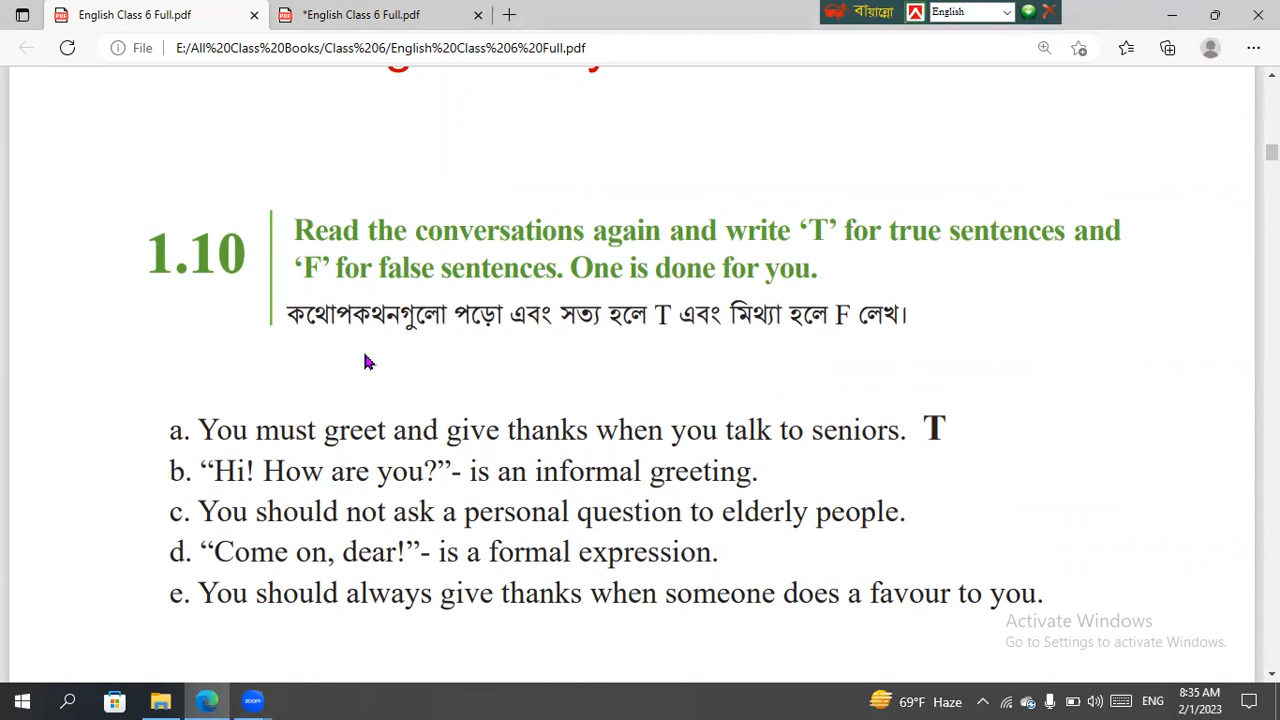 English Class 6 Full.pdf
*English Class 6 Full.pdf
বায়ান্নো
English
File
E:/All%20Class%20Books/Class%206/English%20Class%206%20Full.pdf
1.10
Read the conversations again and write ‘T’ for true sentences and
‘F’ for false sentences. One is done for you.
কথোপকথনগুলো পড়ো এবং সত্য হলে T এবং মিথ্যা হলে F লেখ।
a. You must greet and give thanks when you talk to seniors. T
b. “Hi! How are you?”- is an informal greeting.
c. You should not ask a personal question to elderly people.
d. “Come on, dear!”- is a formal expression.
e. You should always give thanks when someone does a favour to you.
Activate Windows
Go to Settings to activate Windows.
zoom
69°F Haze
ENG
8:35 AM
2/1/2023